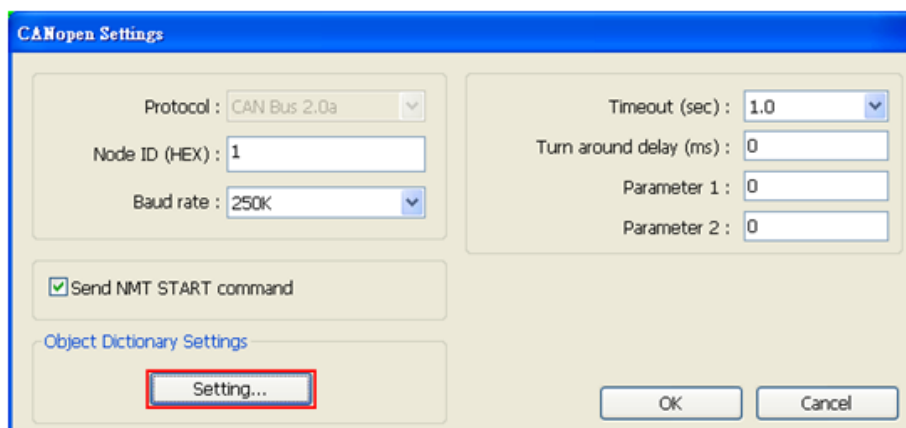 CANopen Settings
Protocol : CAN Bus 2.0a
Node ID (HEX) : 1
Baud rate : 250K
Send NMT START command
Object Dictionary Settings
Setting...
Timeout (sec) : 1.0
Turn around delay (ms) : 0
Parameter 1 : 0
Parameter 2 : 0
OK
Cancel